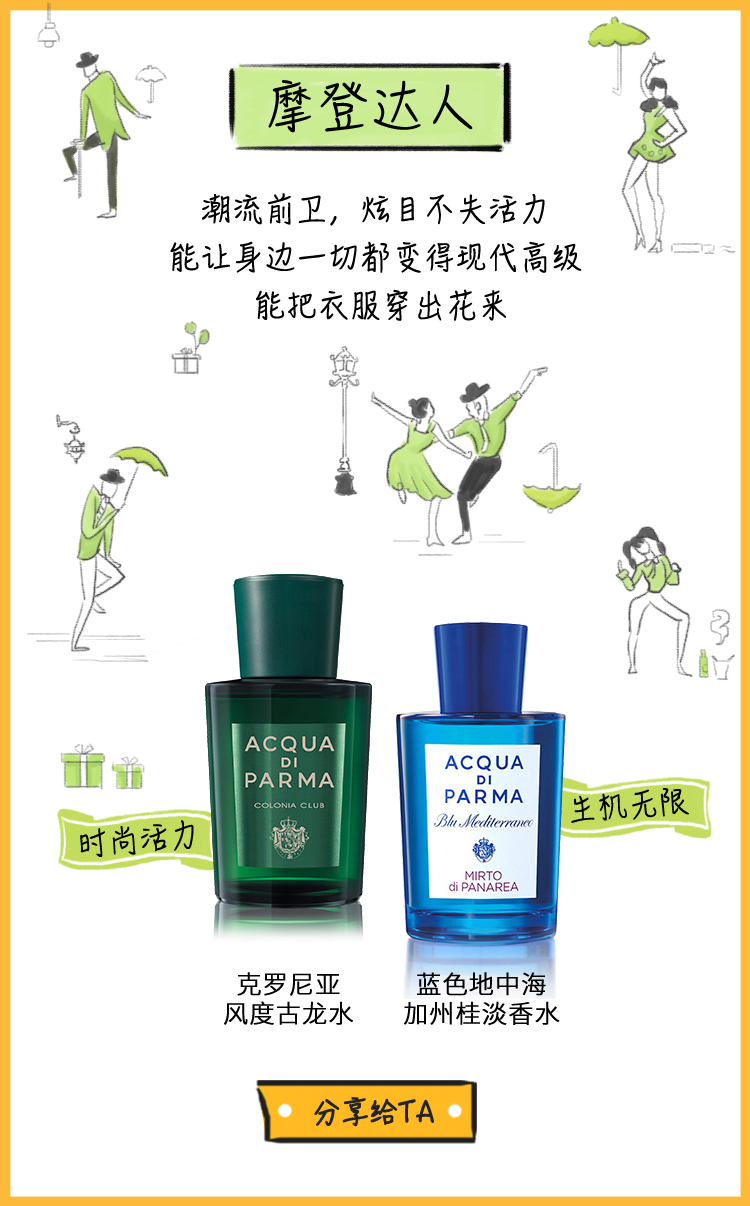 摩登达人
潮流前卫，炫目不失活力
能让身边一切都变得现代高级
能把衣服穿出花来
ACQUA
DI
PARMA
COLONIA CLUB
ACQUA
DI
PARMA
Blu Mediterraneo
MIRTO
di PANAREA
时尚活力
生机无限
克罗尼亚
风度古龙水
蓝色地中海
加州桂淡香水
分享给TA